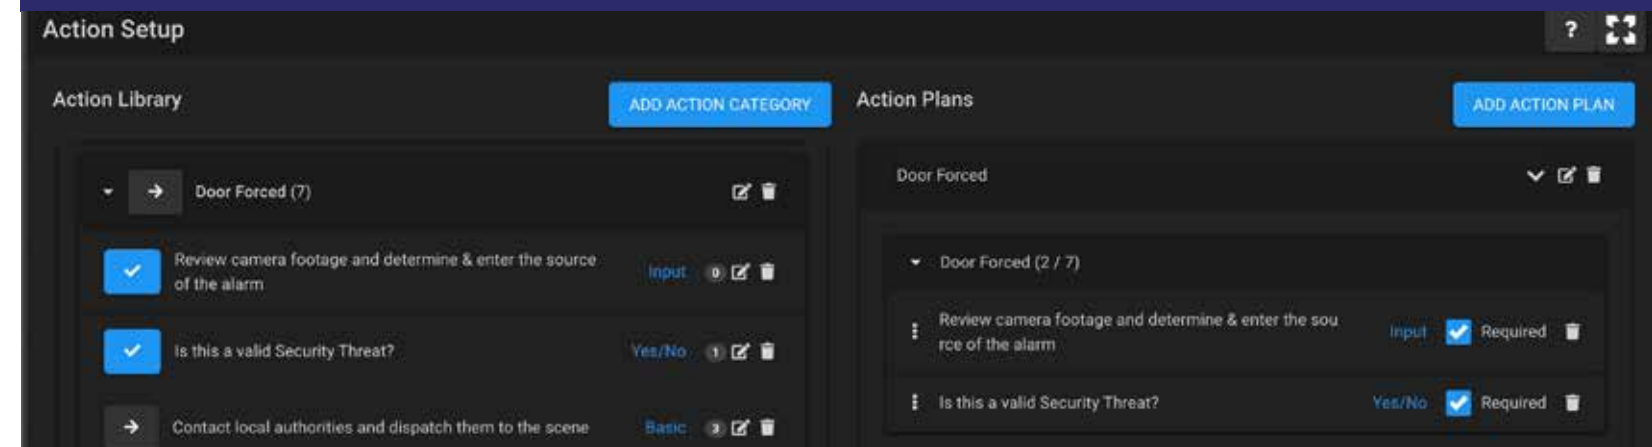 Action Setup
?
Action Library
ADD ACTION CATEGORY
Door Forced (7)
Review camera footage and determine & enter the source
of the alarm
Input 0
Is this a valid Security Threat?
Yes/No 1
Contact local authorities and dispatch them to the scene
Basic 3
Action Plans
ADD ACTION PLAN
Door Forced
Door Forced (2 / 7)
Review camera footage and determine & enter the sou
rce of the alarm
Input Required
Is this a valid Security Threat?
Yes/No Required